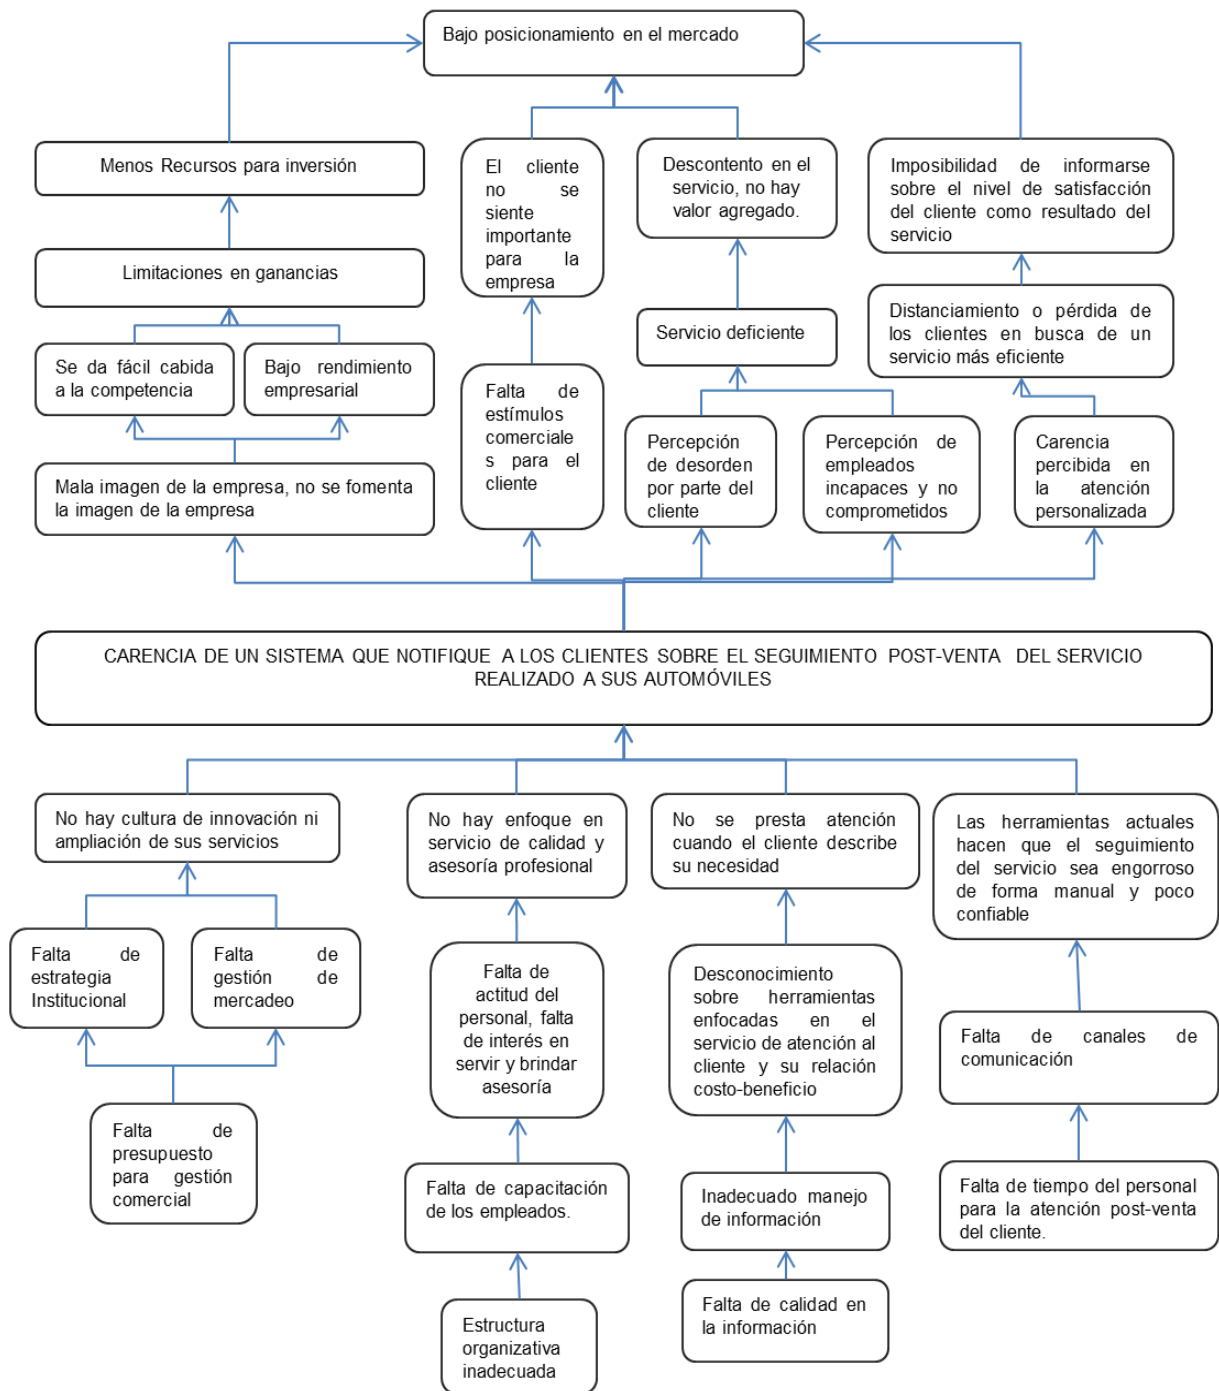 Bajo posicionamiento en el mercado
Menos Recursos para inversión
El cliente
no se
siente
importante
para la
empresa
Descontento en el
servicio, no hay
valor agregado.
Imposibilidad de informarse
sobre el nivel de satisfacción
del cliente como resultado del
servicio
Limitaciones en ganancias
Servicio deficiente
Distanciamiento o pérdida de
los clientes en busca de un
servicio más eficiente
Se da fácil cabida
a la competencia
Bajo rendimiento
empresarial
Falta de
estímulos
comerciale
s para el
cliente
Percepción
de desorden
por parte del
cliente
Percepción de
empleados
incapaces y no
comprometidos
Carencia
percibida en
la atención
personalizada
Mala imagen de la empresa, no se fomenta
la imagen de la empresa
CARENCIA DE UN SISTEMA QUE NOTIFIQUE A LOS CLIENTES SOBRE EL SEGUIMIENTO POST-VENTA DEL SERVICIO
REALIZADO A SUS AUTOMÓVILES
No hay cultura de innovación ni
ampliación de sus servicios
No hay enfoque en
servicio de calidad y
asesoría profesional
No se presta atención
cuando el cliente describe
su necesidad
Las herramientas actuales
hacen que el seguimiento
del servicio sea engorroso
de forma manual y poco
confiable
Falta de
estrategia
Institucional
Falta de
gestión de
mercadeo
Falta de
actitud del
personal, falta
de interés en
servir y brindar
asesoría
Desconocimiento
sobre herramientas
enfocadas en el
servicio de atención al
cliente y su relación
costo-beneficio
Falta de canales de
comunicación
Falta de
presupuesto
para gestión
comercial
Falta de capacitación
de los empleados.
Inadecuado manejo
de información
Falta de tiempo del personal
para la atención post-venta
del cliente.
Estructura
organizativa
inadecuada
Falta de calidad en
la información